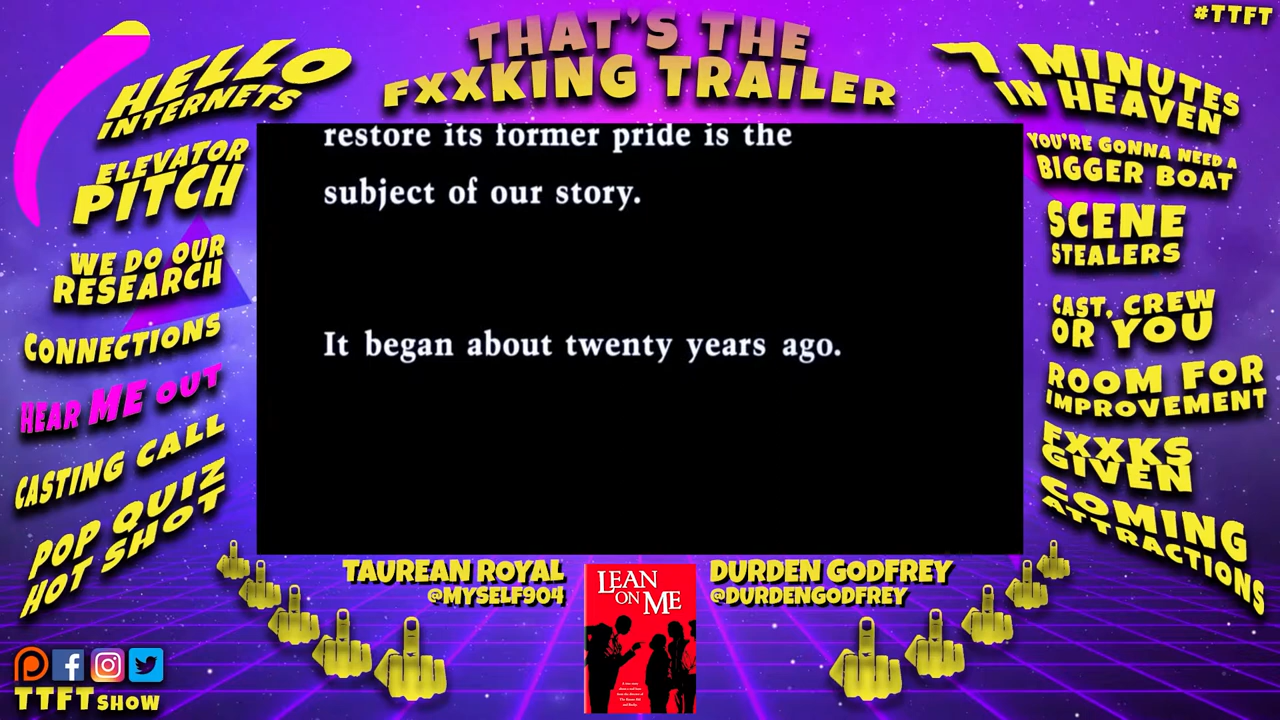 #TTFT
THAT'S THE
FXXKING TRAILER
HELLO
INTERNETS
ELEVATOR
PITCH
WE DO OUR
RESEARCH
CONNECTIONS
HEAR ME OUT
CASTING CALL
POP QUIZ
HOT SHOT
restore its former pride is the
subject of our story.
It began about twenty years ago.
7 MINUTES
IN HEAVEN
YOU'RE GONNA NEED A
BIGGER BOAT
SCENE
STEALERS
CAST, CREW
OR YOU
ROOM FOR
IMPROVEMENT
FXXKS
GIVEN
COMING
ATTRACTIONS
TAUREAN ROYAL
@MYSELF904
LEAN
ON ME
DURDEN GODFREY
@DURDENGODFREY
TTFTSHOW